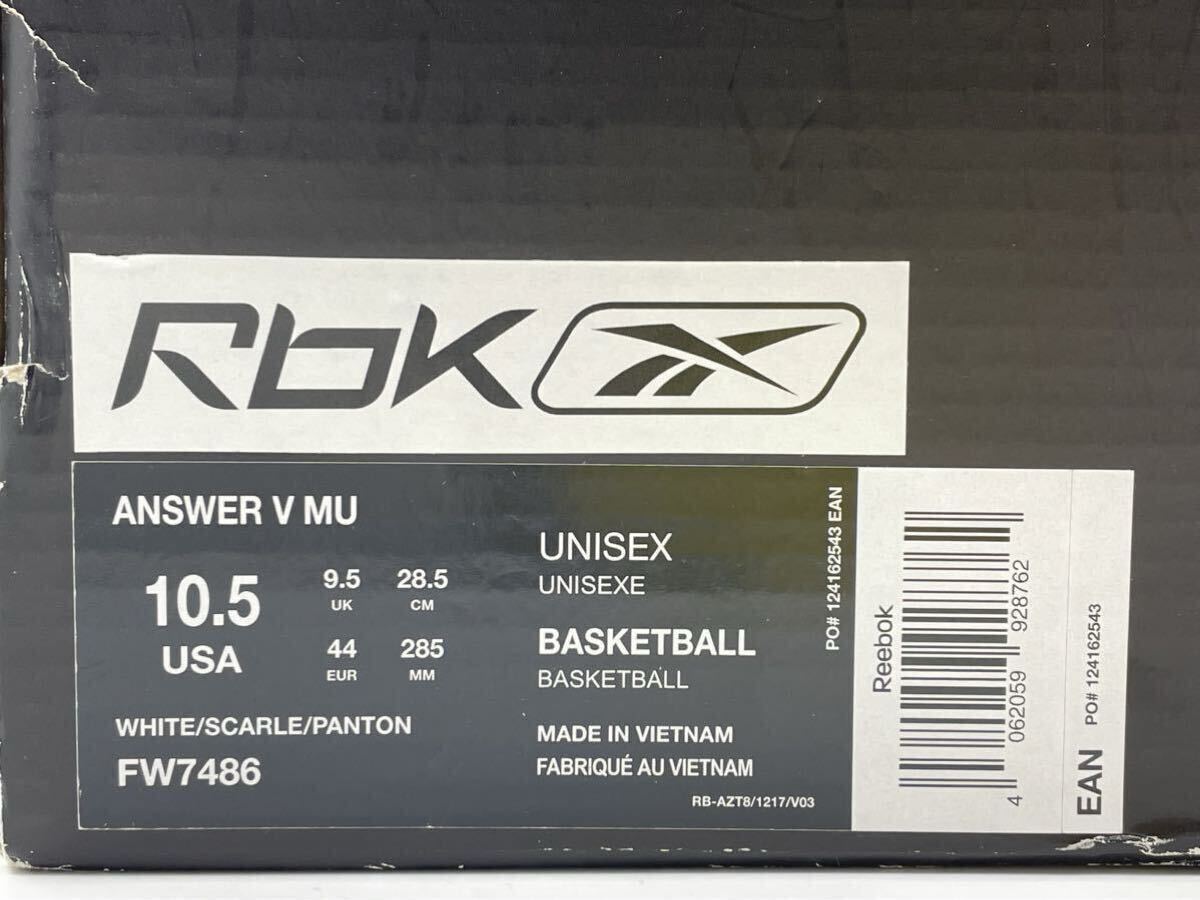 Rbk
ANSWER V MU
10.5
USA
9.5
UK
28.5
CM
44
EUR
285
MM
WHITE/SCARLE/PANTON
FW7486
UNISEX
UNISEXE
BASKETBALL
BASKETBALL
MADE IN VIETNAM
FABRIQUÉ AU VIETNAM
RB-AZT8/1217/V03
PO# 124162543 EAN
Reebok
4 062059 928762
EAN PO# 124162543